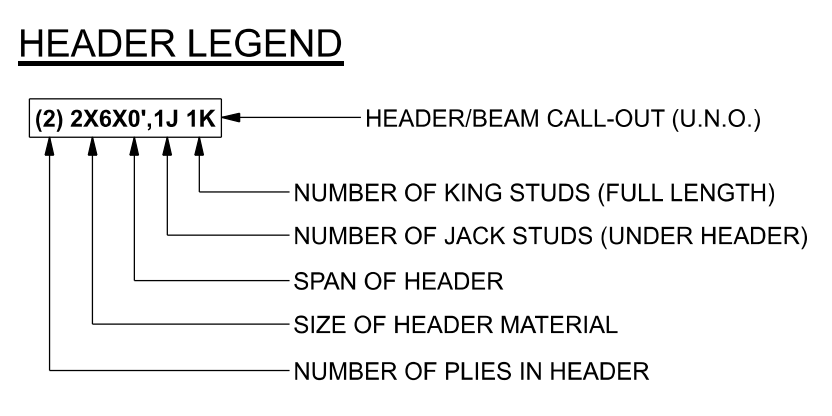 HEADER LEGEND
(2) 2X6X0',1J 1K
HEADER/BEAM CALL-OUT (U.N.O.)
NUMBER OF KING STUDS (FULL LENGTH)
NUMBER OF JACK STUDS (UNDER HEADER)
SPAN OF HEADER
SIZE OF HEADER MATERIAL
NUMBER OF PLIES IN HEADER